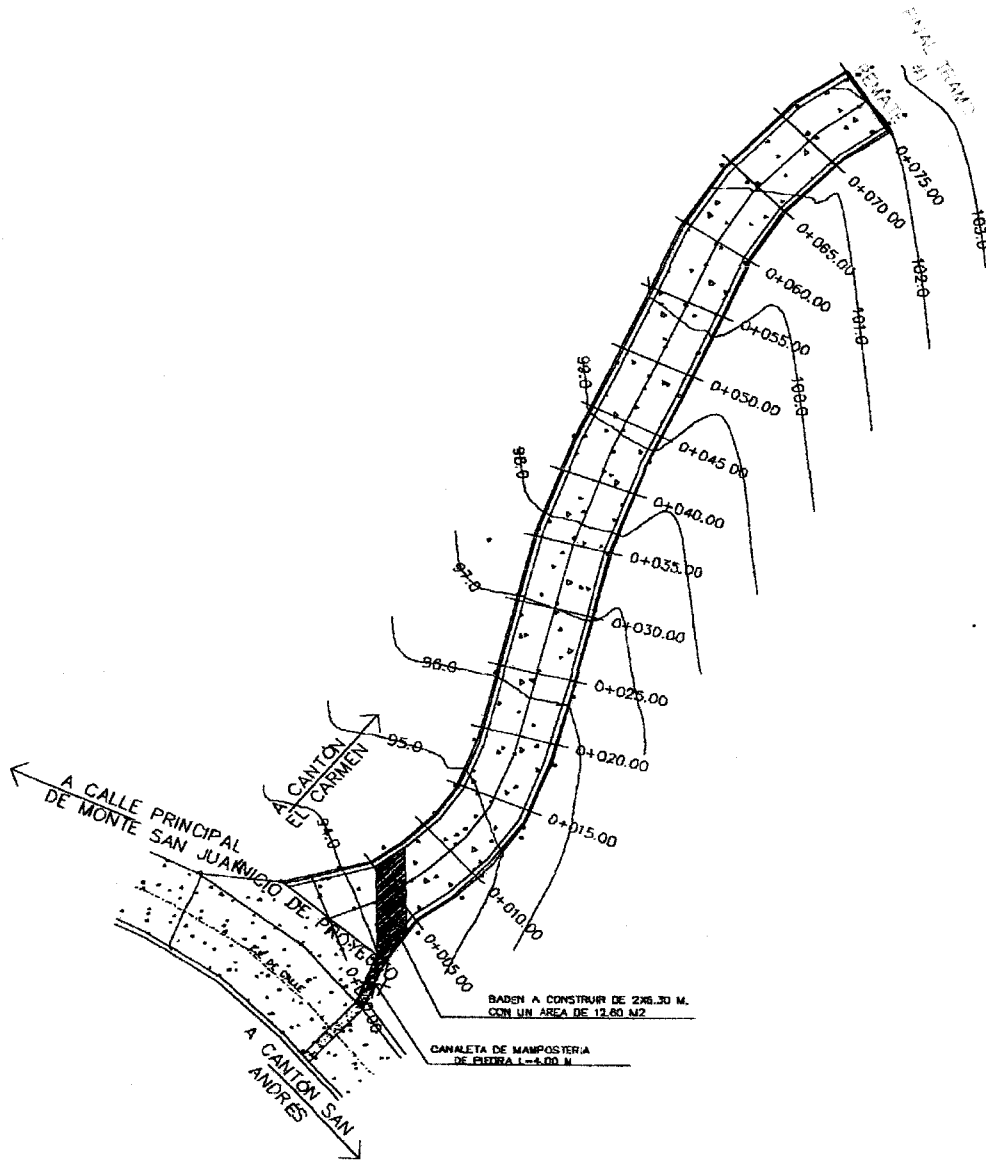 FINAL TRAMO
#1
REMATE
0+075.00
0+070.00
0+065.00
0+060.00
0+055.00
0+050.00
0+045.00
0+040.00
0+035.00
0+030.00
0+025.00
0+020.00
0+015.00
0+010.00
0+005.00
103.0
102.0
101.0
100.0
99.0
98.0
97.0
96.0
95.0
94.0
A CANTÓN
EL CARMEN
A CALLE PRINCIPAL
DE MONTE SAN JUAN
INICIO DE PROYECTO
EJE DE CALLE
A CANTÓN SAN
ANDRÉS
BADEN A CONSTRUIR DE 2X6.30 M.
CON UN AREA DE 12.60 M2
CANALETA DE MAMPOSTERIA
DE PIEDRA L=4.00 M